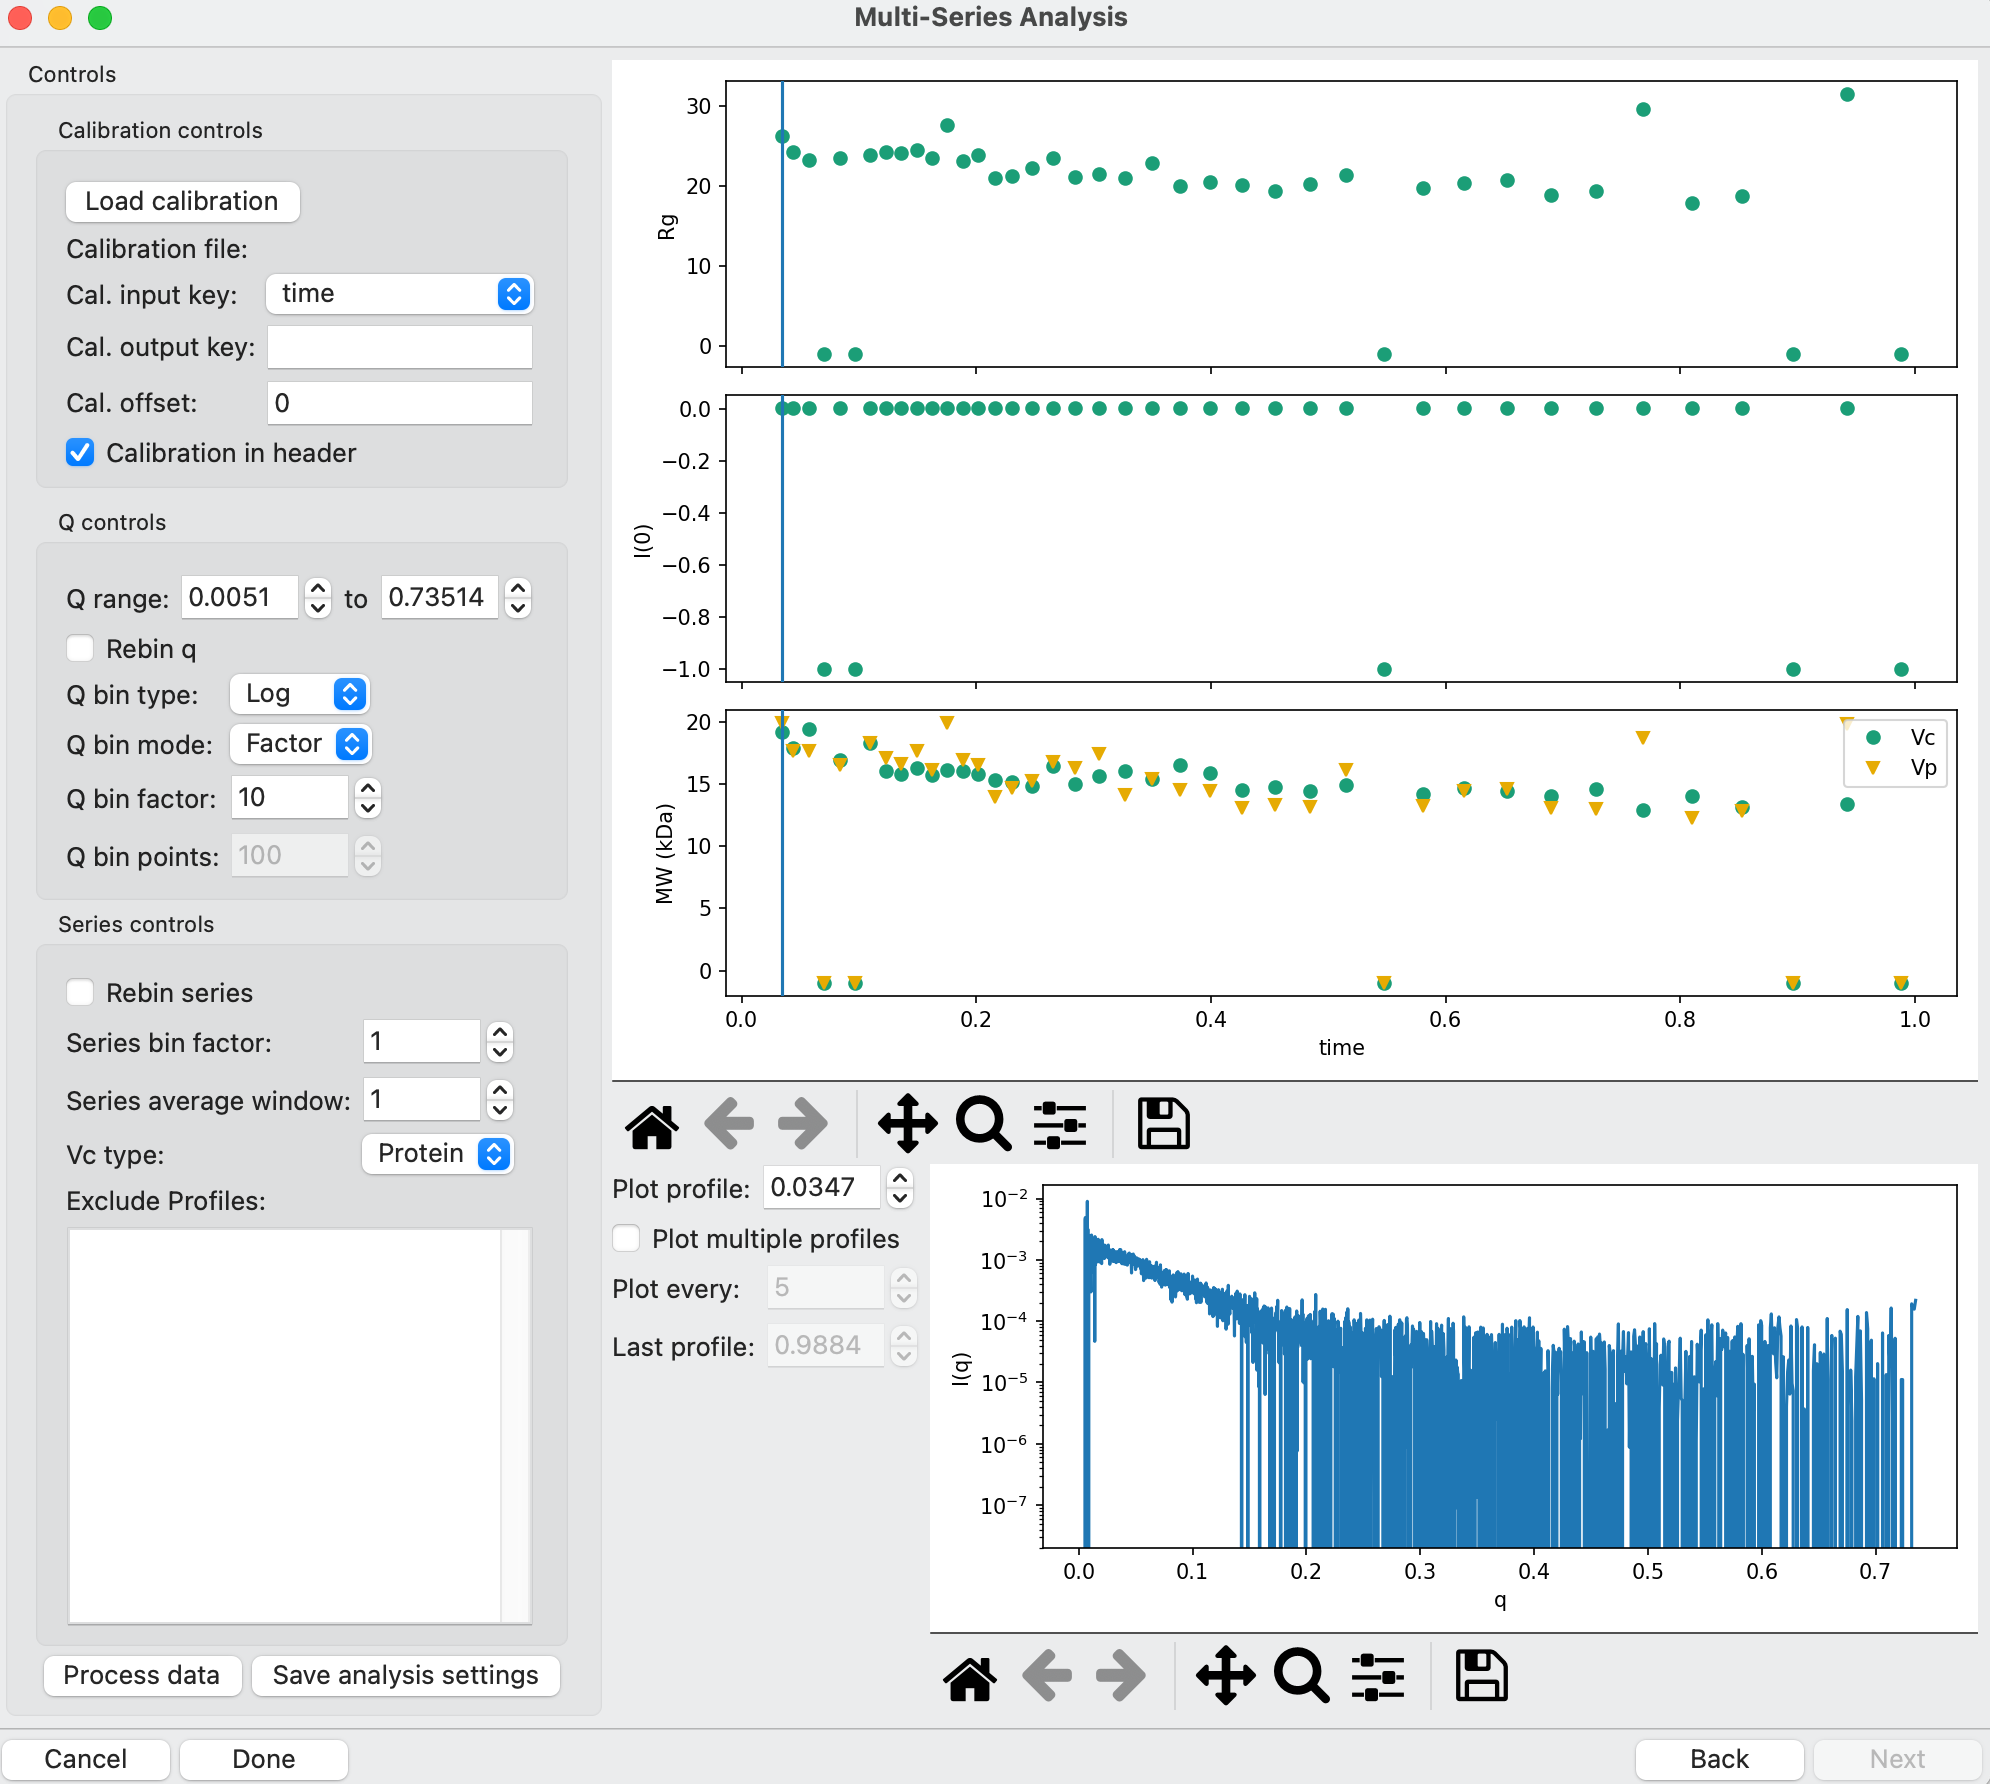 Multi-Series Analysis
Controls
Calibration controls
Load calibration
Calibration file:
Cal. input key: time
Cal. output key:
Cal. offset: 0
Calibration in header
Q controls
Q range: 0.0051 to 0.73514
Rebin q
Q bin type: Log
Q bin mode: Factor
Q bin factor: 10
Q bin points: 100
Series controls
Rebin series
Series bin factor: 1
Series average window: 1
Vc type: Protein
Exclude Profiles:
Process data Save analysis settings
30
20
10
0
Rg
0.0
−0.2
−0.4
−0.6
−0.8
−1.0
I(0)
20
15
10
5
0
MW (kDa)
Vc
Vp
0.0 0.2 0.4 0.6 0.8 1.0
time
Plot profile: 0.0347
Plot multiple profiles
Plot every: 5
Last profile: 0.9884
10⁻²
10⁻³
10⁻⁴
10⁻⁵
10⁻⁶
10⁻⁷
I(q)
0.0 0.1 0.2 0.3 0.4 0.5 0.6 0.7
q
Cancel Done Back Next